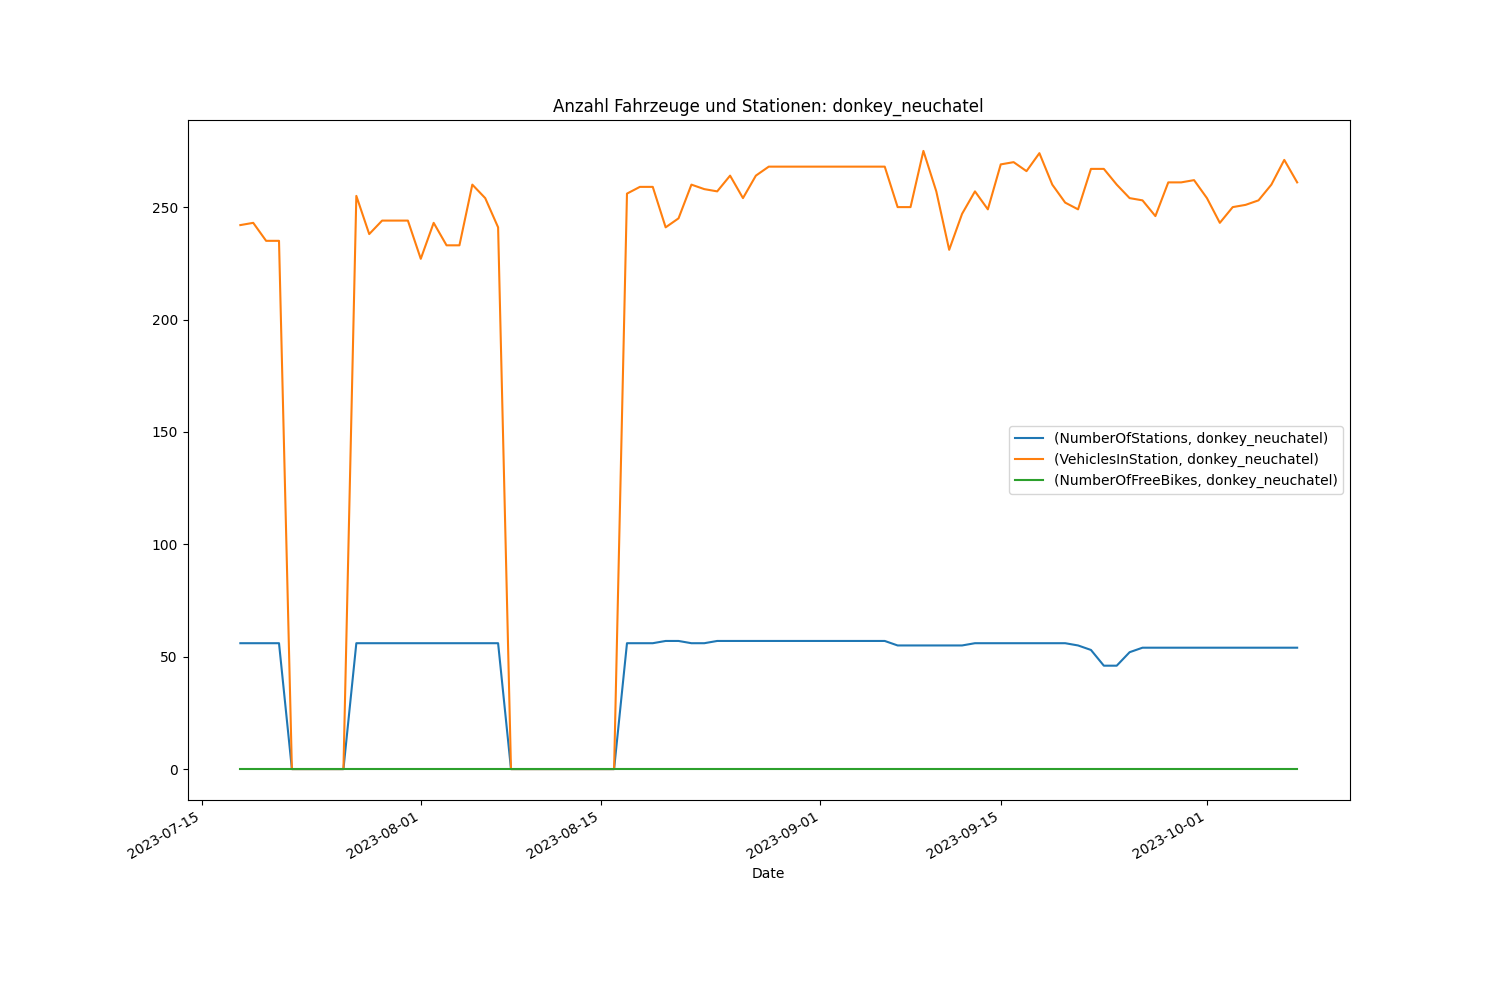 Anzahl Fahrzeuge und Stationen: donkey_neuchatel
250
200
150
100
50
0
(NumberOfStations, donkey_neuchatel)
(VehiclesInStation, donkey_neuchatel)
(NumberOfFreeBikes, donkey_neuchatel)
2023-07-15
2023-08-01
2023-08-15
2023-09-01
2023-09-15
2023-10-01
Date